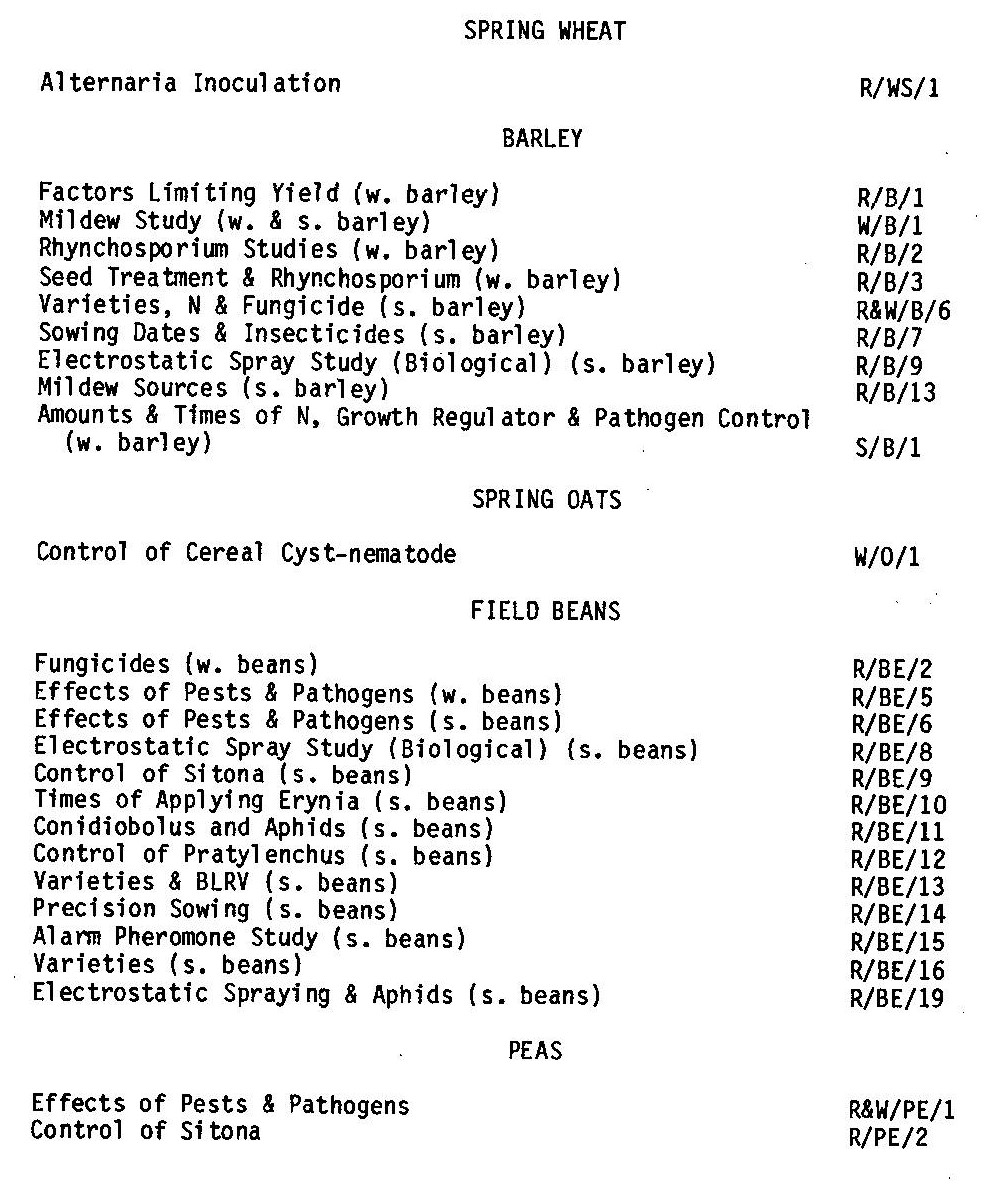 SPRING WHEAT
Alternaria Inoculation R/WS/1
BARLEY
Factors Limiting Yield (w. barley) R/B/1
Mildew Study (w. & s. barley) W/B/1
Rhynchosporium Studies (w. barley) R/B/2
Seed Treatment & Rhynchosporium (w. barley) R/B/3
Varieties, N & Fungicide (s. barley) R&W/B/6
Sowing Dates & Insecticides (s. barley) R/B/7
Electrostatic Spray Study (Biological) (s. barley) R/B/9
Mildew Sources (s. barley) R/B/13
Amounts & Times of N, Growth Regulator & Pathogen Control
(w. barley) S/B/1
SPRING OATS
Control of Cereal Cyst-nematode W/O/1
FIELD BEANS
Fungicides (w. beans) R/BE/2
Effects of Pests & Pathogens (w. beans) R/BE/5
Effects of Pests & Pathogens (s. beans) R/BE/6
Electrostatic Spray Study (Biological) (s. beans) R/BE/8
Control of Sitona (s. beans) R/BE/9
Times of Applying Erynia (s. beans) R/BE/10
Conidiobolus and Aphids (s. beans) R/BE/11
Control of Pratylenchus (s. beans) R/BE/12
Varieties & BLRV (s. beans) R/BE/13
Precision Sowing (s. beans) R/BE/14
Alarm Pheromone Study (s. beans) R/BE/15
Varieties (s. beans) R/BE/16
Electrostatic Spraying & Aphids (s. beans) R/BE/19
PEAS
Effects of Pests & Pathogens R&W/PE/1
Control of Sitona R/PE/2